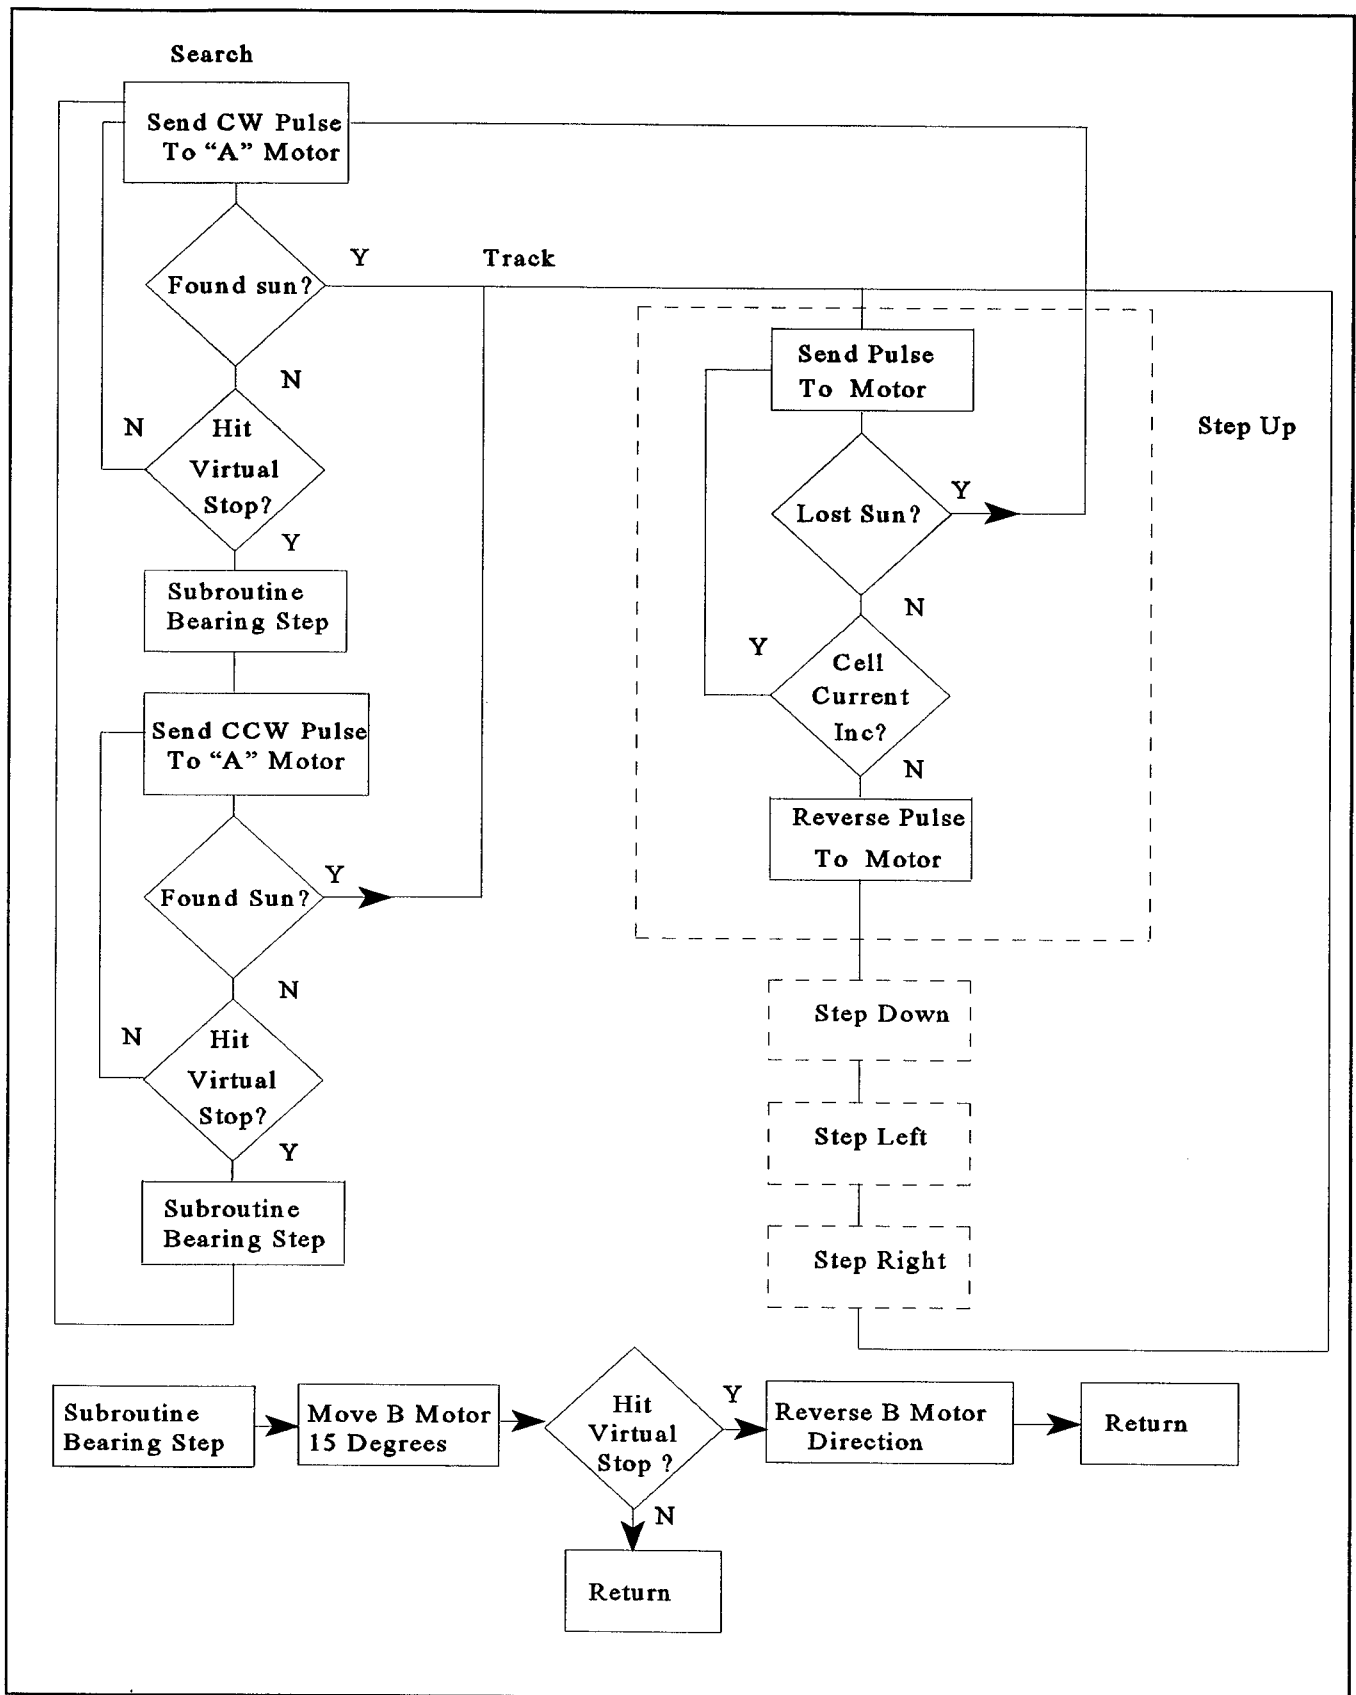 Search
Send CW Pulse
To “A” Motor
Found sun?
Y
N
Hit
Virtual
Stop?
N
Y
Subroutine
Bearing Step
Send CCW Pulse
To “A” Motor
Found Sun?
Y
N
Hit
Virtual
Stop?
N
Y
Subroutine
Bearing Step
Track
Send Pulse
To Motor
Step Up
Lost Sun?
Y
N
Cell
Current
Inc?
Y
N
Reverse Pulse
To Motor
Step Down
Step Left
Step Right
Subroutine
Bearing Step
Move B Motor
15 Degrees
Hit
Virtual
Stop ?
Y
Reverse B Motor
Direction
Return
N
Return